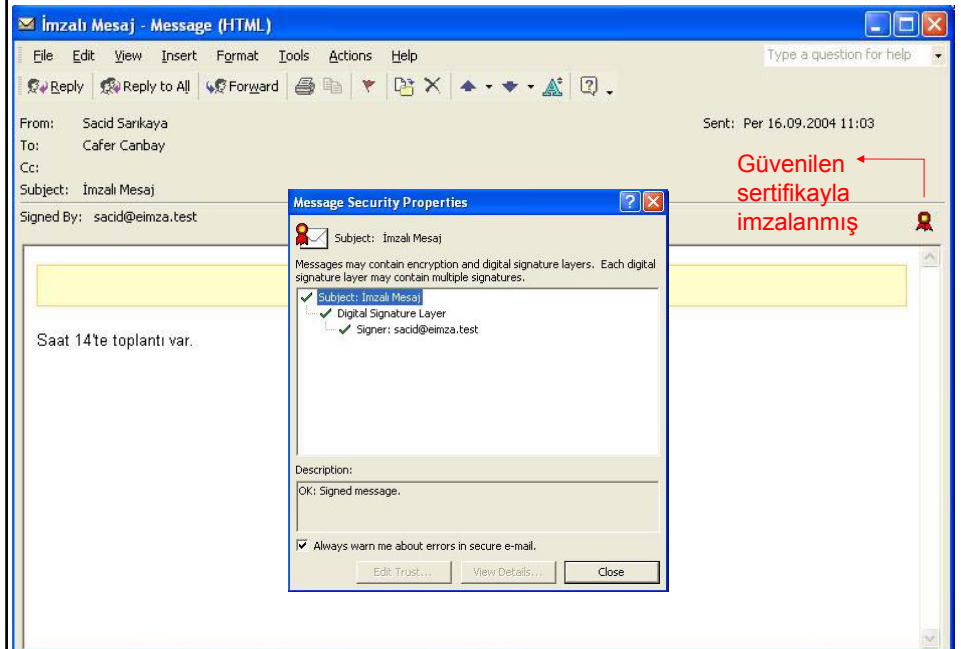 İmzalı Mesaj - Message (HTML)
File Edit View Insert Format Tools Actions Help
Type a question for help
Reply Reply to All Forward
From: Sacid Sarıkaya
Sent: Per 16.09.2004 11:03
To: Cafer Canbay
Cc:
Subject: İmzalı Mesaj
Signed By: sacid@eimza.test
Güvenilen
sertifikayla
imzalanmış
Message Security Properties
Subject: İmzalı Mesaj
Messages may contain encryption and digital signature layers. Each digital
signature layer may contain multiple signatures.
Subject: İmzalı Mesaj
Digital Signature Layer
Signer: sacid@eimza.test
Saat 14'te toplantı var.
Description:
OK: Signed message.
Always warn me about errors in secure e-mail.
Edit Trust... View Details... Close